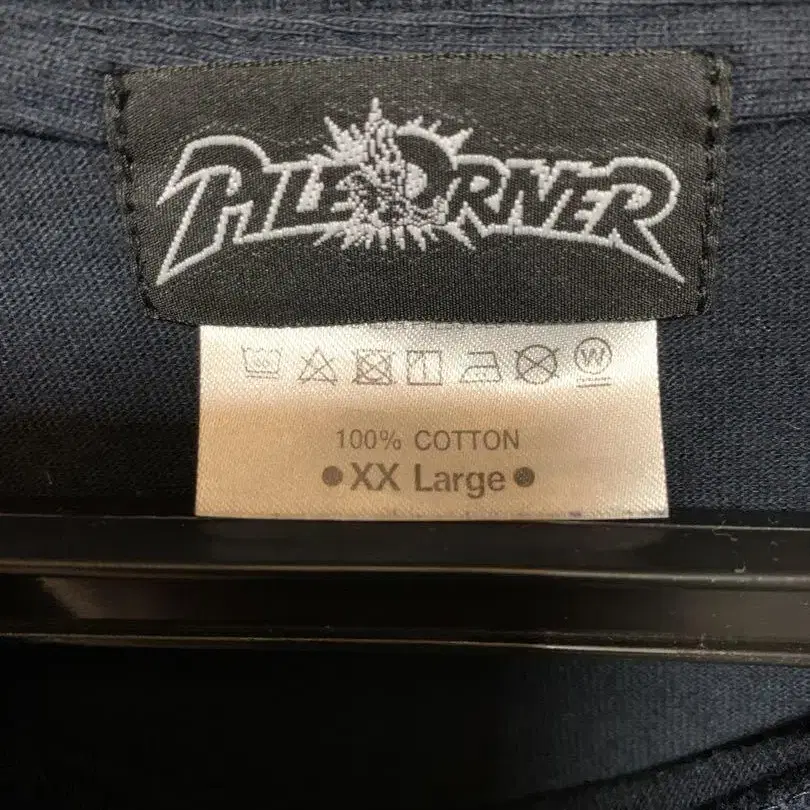 PILEDRIVER
W
100% COTTON
●XX Large●